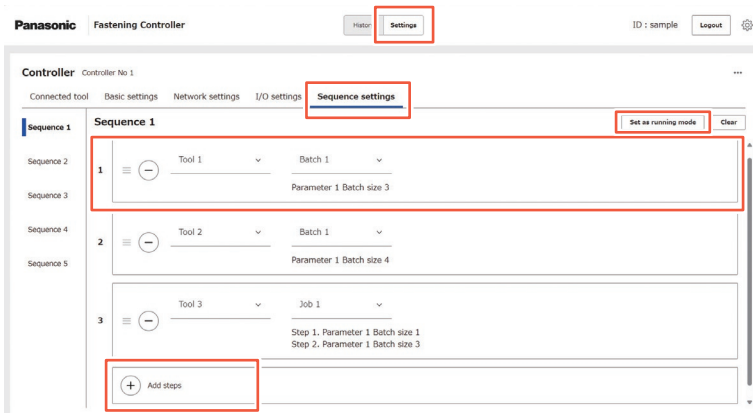 Panasonic Fastening Controller Histor Settings ID : sample Logout
Controller Controller No 1 ...
Connected tool Basic settings Network settings I/O settings Sequence settings
Sequence 1 Sequence 1 Set as running mode Clear
1 Tool 1 Batch 1
Parameter 1 Batch size 3
Sequence 2
Sequence 3
Sequence 4
2 Tool 2 Batch 1
Parameter 1 Batch size 4
Sequence 5
3 Tool 3 Job 1
Step 1. Parameter 1 Batch size 1
Step 2. Parameter 1 Batch size 3
Add steps